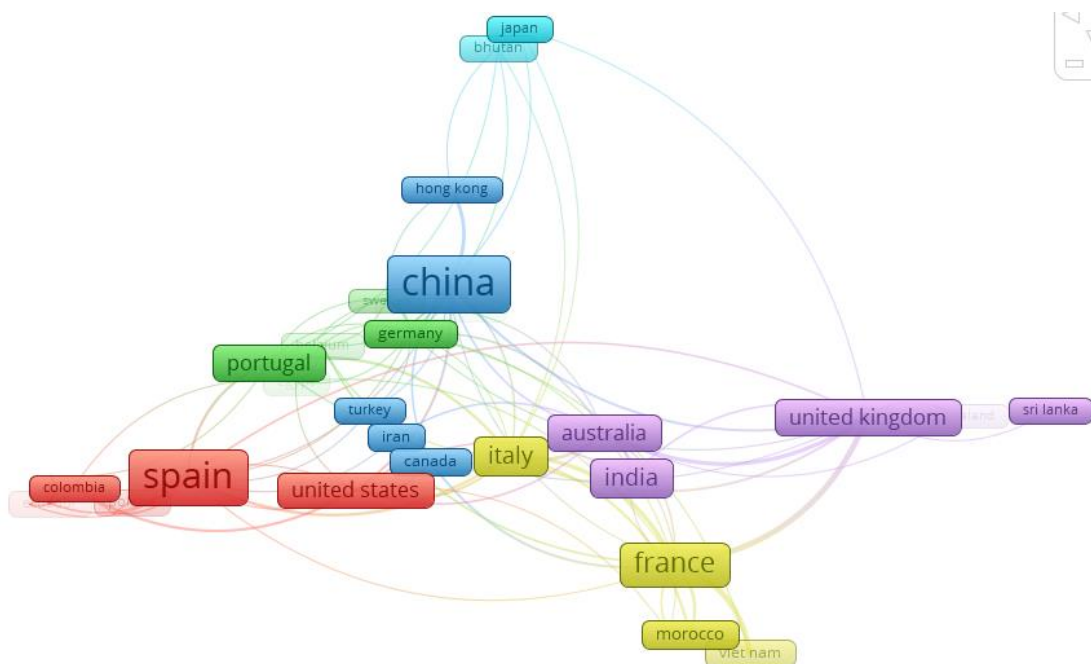 japan
bhutan
hong kong
china
swe
germany
portugal
turkey
iran
canada
italy
australia
india
united kingdom
sri lanka
spain
colombia
united states
france
morocco
viet nam